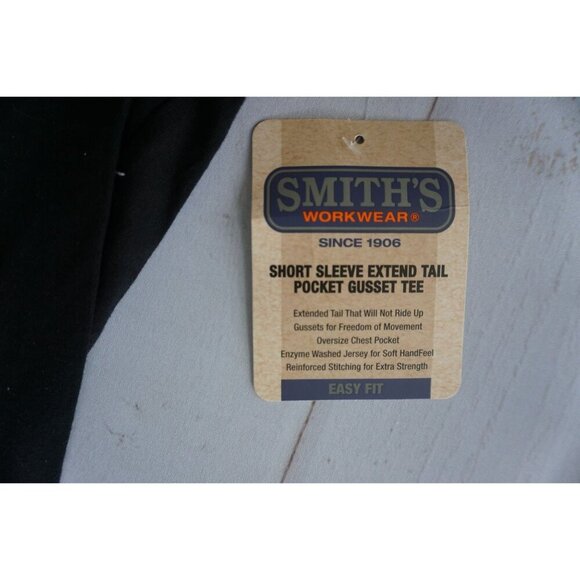 SMITH'S
WORKWEAR®
SINCE 1906
SHORT SLEEVE EXTEND TAIL
POCKET GUSSET TEE
Extended Tail That Will Not Ride Up
Gussets for Freedom of Movement
Oversize Chest Pocket
Enzyme Washed Jersey for Soft HandFeel
Reinforced Stitching for Extra Strength
EASY FIT